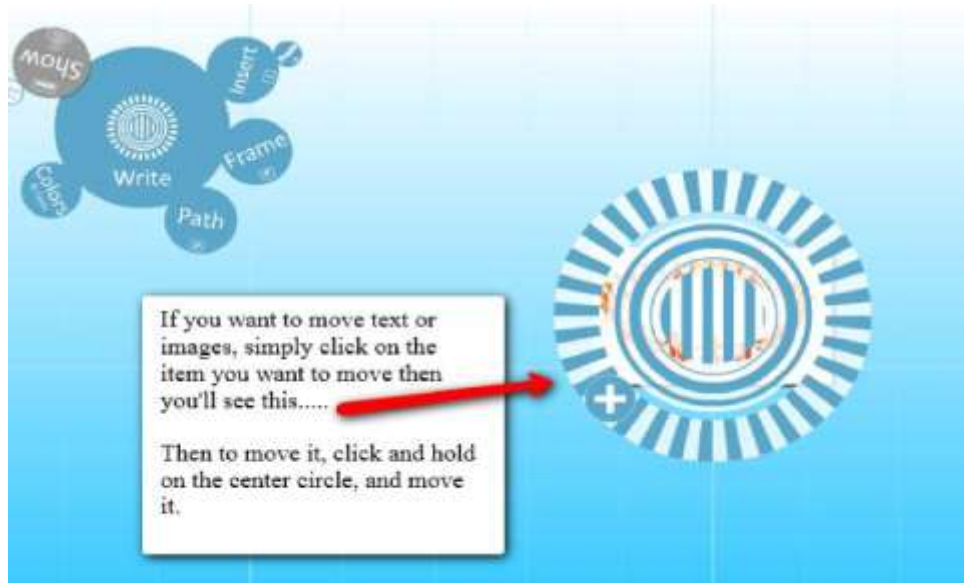 Show
Insert
Write
Frame
Colors
Path
If you want to move text or
images, simply click on the
item you want to move then
you'll see this.....
Then to move it, click and hold
on the center circle, and move
it.